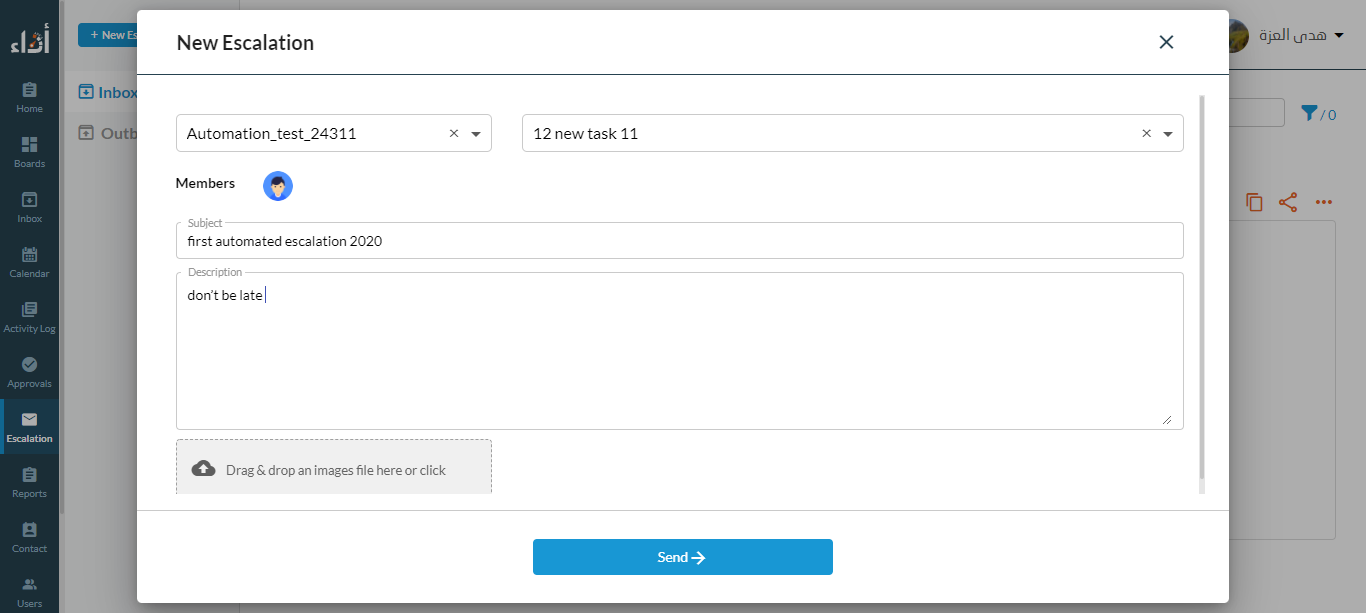 أداء
+ New Es
New Escalation
هدى العزة
Home
Inbox
Outb
/ 0
Automation_test_24311
12 new task 11
Boards
Members
Inbox
Subject
first automated escalation 2020
Calendar
Description
don't be late
Activity Log
Approvals
Escalation
Drag & drop an images file here or click
Reports
Contact
Send
Users